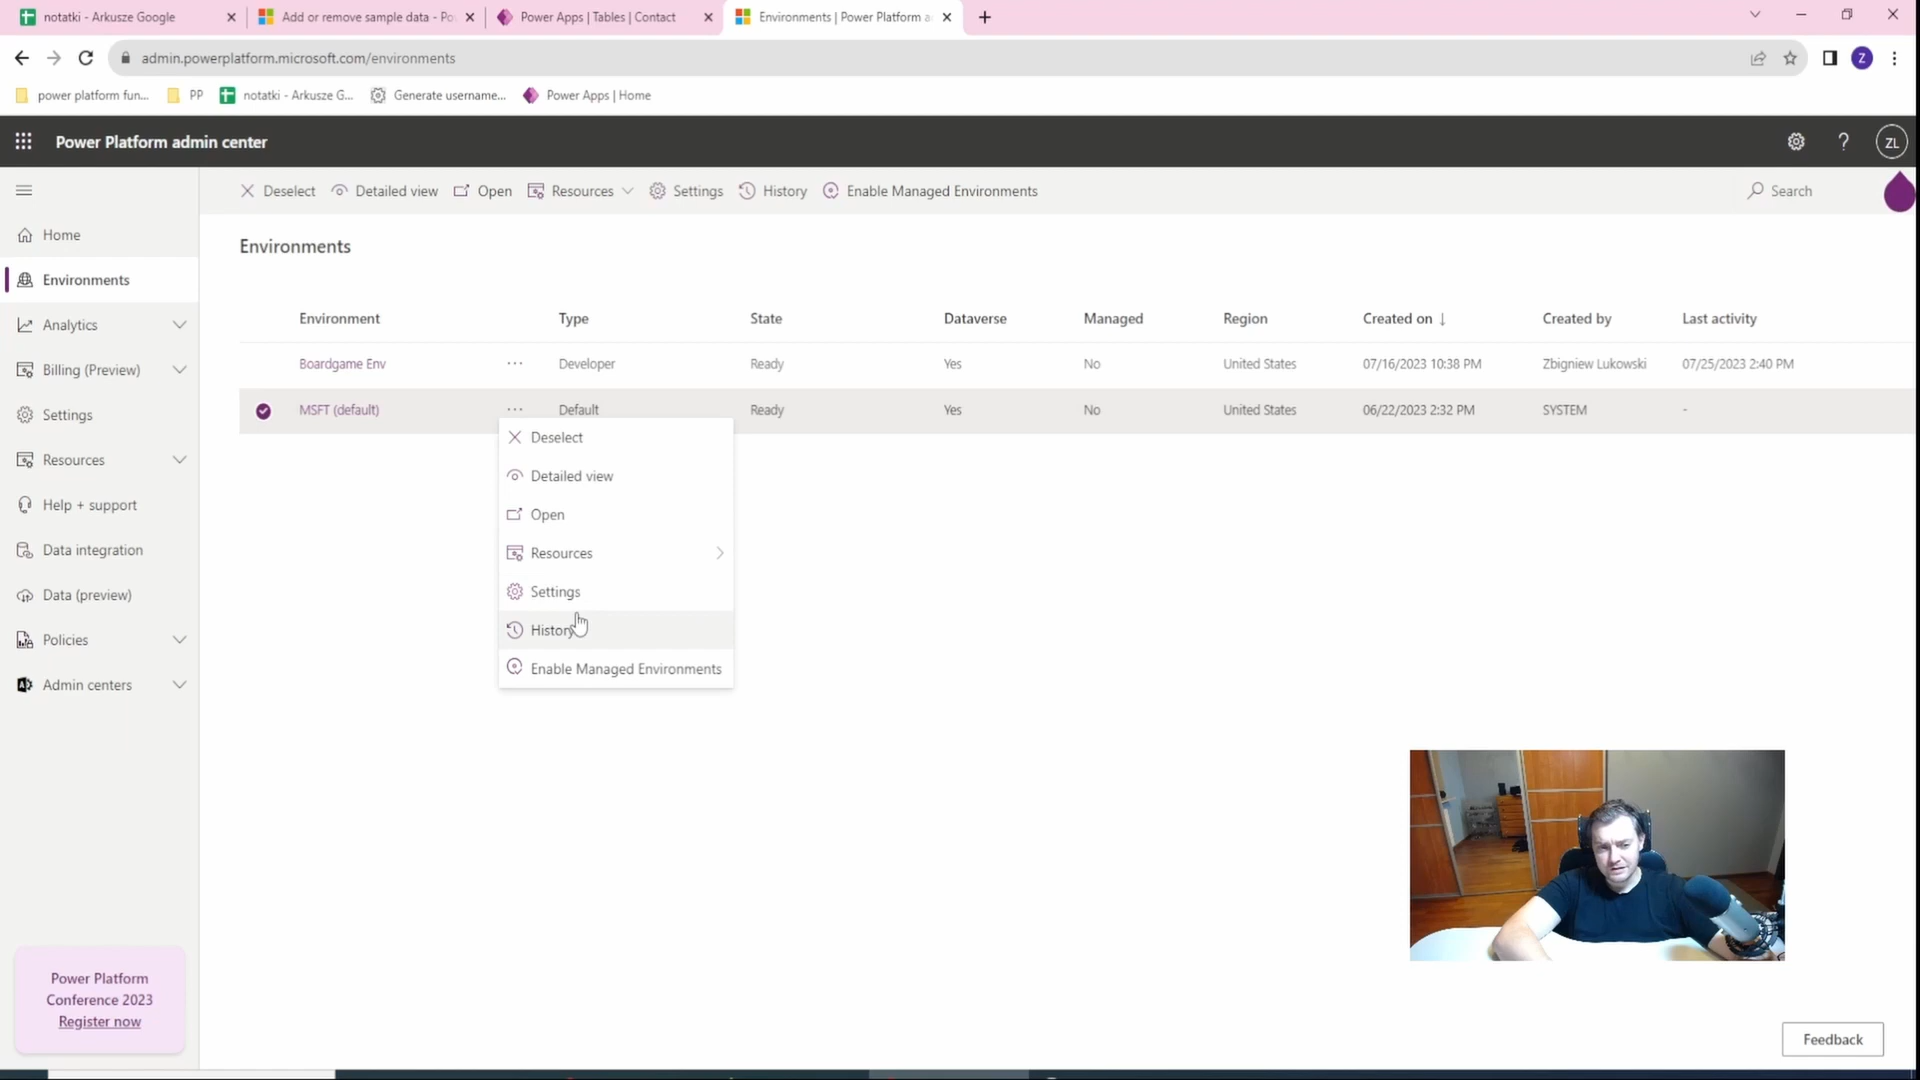 notatki - Arkusze Google
Add or remove sample data - Po
Power Apps | Tables | Contact
Environments | Power Platform a
admin.powerplatform.microsoft.com/environments
Z
power platform fun...
PP
notatki - Arkusze G...
Generate username...
Power Apps | Home
Power Platform admin center
?
ZL
Deselect
Detailed view
Open
Resources
Settings
History
Enable Managed Environments
Search
Home
Environments
Analytics
Billing (Preview)
Settings
Resources
Help + support
Data integration
Data (preview)
Policies
Admin centers
Power Platform
Conference 2023
Register now
Environments
Environment Type State Dataverse Managed Region Created on ↓ Created by Last activity
Boardgame Env ... Developer Ready Yes No United States 07/16/2023 10:38 PM Zbigniew Lukowski 07/25/2023 2:40 PM
MSFT (default) ... Default Ready Yes No United States 06/22/2023 2:32 PM SYSTEM -
Deselect
Detailed view
Open
Resources
Settings
History
Enable Managed Environments
Feedback